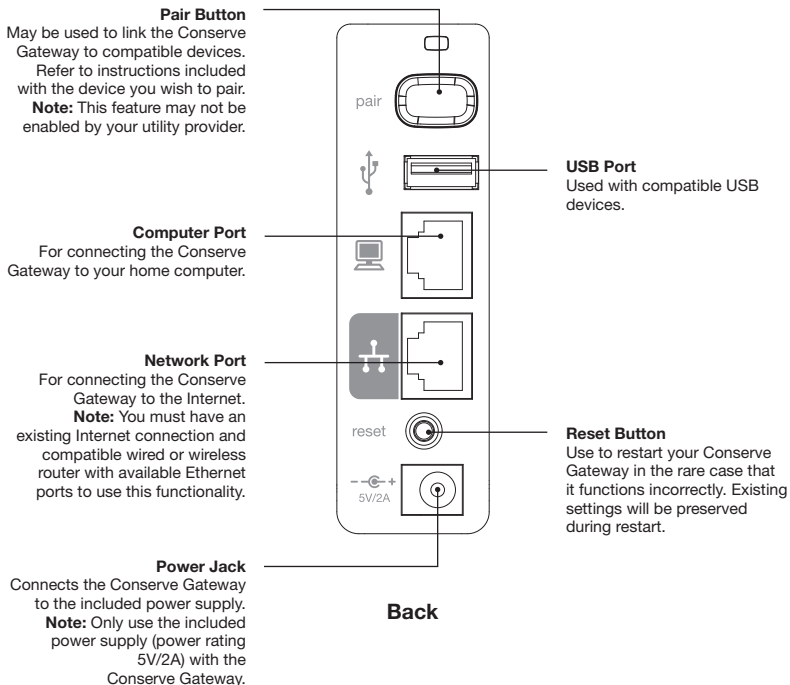 Pair Button
May be used to link the Conserve
Gateway to compatible devices.
Refer to instructions included
with the device you wish to pair.
Note: This feature may not be
enabled by your utility provider.
pair
USB Port
Used with compatible USB
devices.
Computer Port
For connecting the Conserve
Gateway to your home computer.
Network Port
For connecting the Conserve
Gateway to the Internet.
Note: You must have an
existing Internet connection and
compatible wired or wireless
router with available Ethernet
ports to use this functionality.
reset
Reset Button
Use to restart your Conserve
Gateway in the rare case that
it functions incorrectly. Existing
settings will be preserved
during restart.
- +
5V/2A
Power Jack
Connects the Conserve Gateway
to the included power supply.
Note: Only use the included
power supply (power rating
5V/2A) with the
Conserve Gateway.
Back